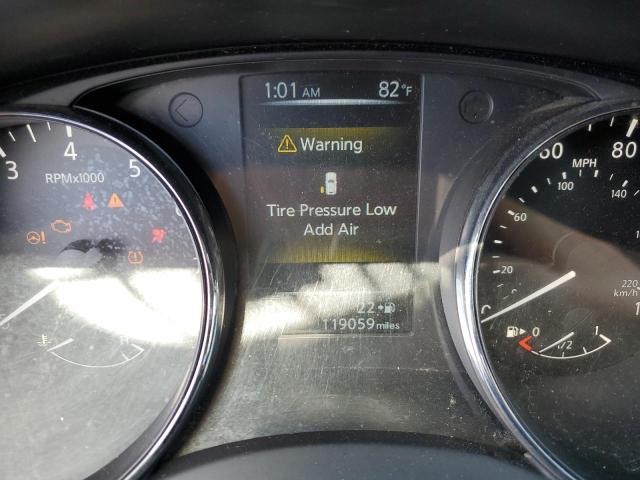 1:01 AM 82°F
Warning
Tire Pressure Low
Add Air
22
119059 miles
3 4 5
RPMx1000
60 80
MPH
100 140
60
20
220
km/h
0 1/2 1